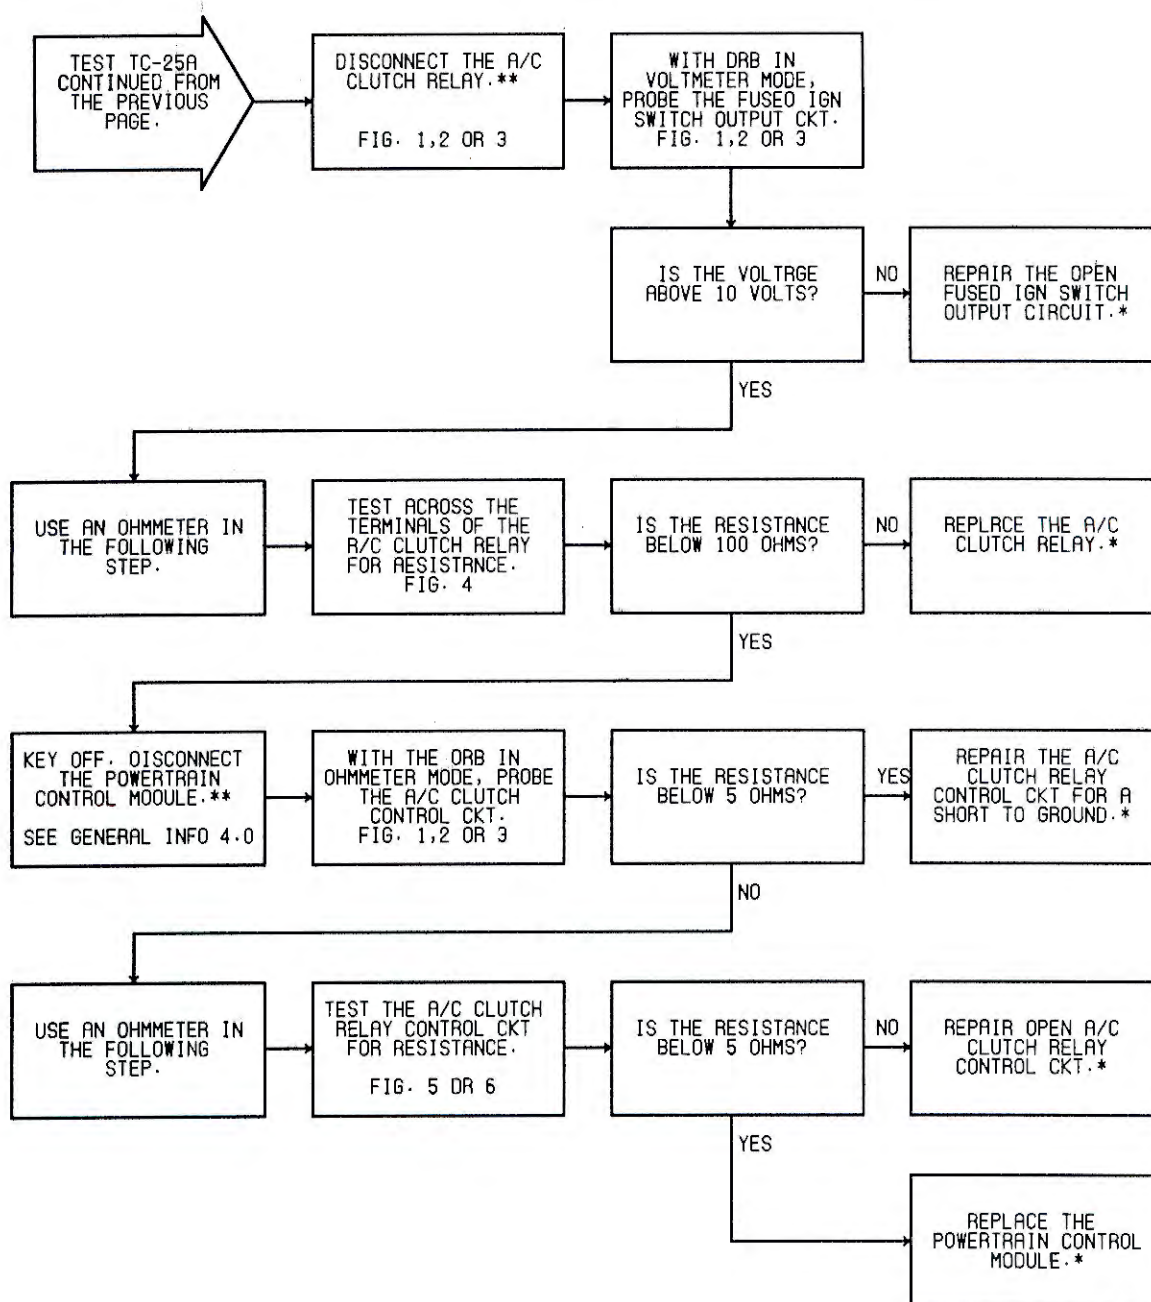 TEST TC-25A
CONTINUED FROM
THE PREVIOUS
PAGE.
DISCONNECT THE A/C
CLUTCH RELAY.**
FIG. 1,2 OR 3
WITH DRB IN
VOLTMETER MODE,
PROBE THE FUSED IGN
SWITCH OUTPUT CKT.
FIG. 1,2 OR 3
IS THE VOLTAGE
ABOVE 10 VOLTS?
NO
REPAIR THE OPEN
FUSED IGN SWITCH
OUTPUT CIRCUIT.*
YES
USE AN OHMMETER IN
THE FOLLOWING
STEP.
TEST ACROSS THE
TERMINALS OF THE
A/C CLUTCH RELAY
FOR RESISTANCE.
FIG. 4
IS THE RESISTANCE
BELOW 100 OHMS?
NO
REPLACE THE A/C
CLUTCH RELAY.*
YES
KEY OFF. DISCONNECT
THE POWERTRAIN
CONTROL MODULE.**
SEE GENERAL INFO 4.0
WITH THE DRB IN
OHMMETER MODE, PROBE
THE A/C CLUTCH
CONTROL CKT.
FIG. 1,2 OR 3
IS THE RESISTANCE
BELOW 5 OHMS?
YES
REPAIR THE A/C
CLUTCH RELAY
CONTROL CKT FOR A
SHORT TO GROUND.*
NO
USE AN OHMMETER IN
THE FOLLOWING
STEP.
TEST THE A/C CLUTCH
RELAY CONTROL CKT
FOR RESISTANCE.
FIG. 5 OR 6
IS THE RESISTANCE
BELOW 5 OHMS?
NO
REPAIR OPEN A/C
CLUTCH RELAY
CONTROL CKT.*
YES
REPLACE THE
POWERTRAIN CONTROL
MODULE.*